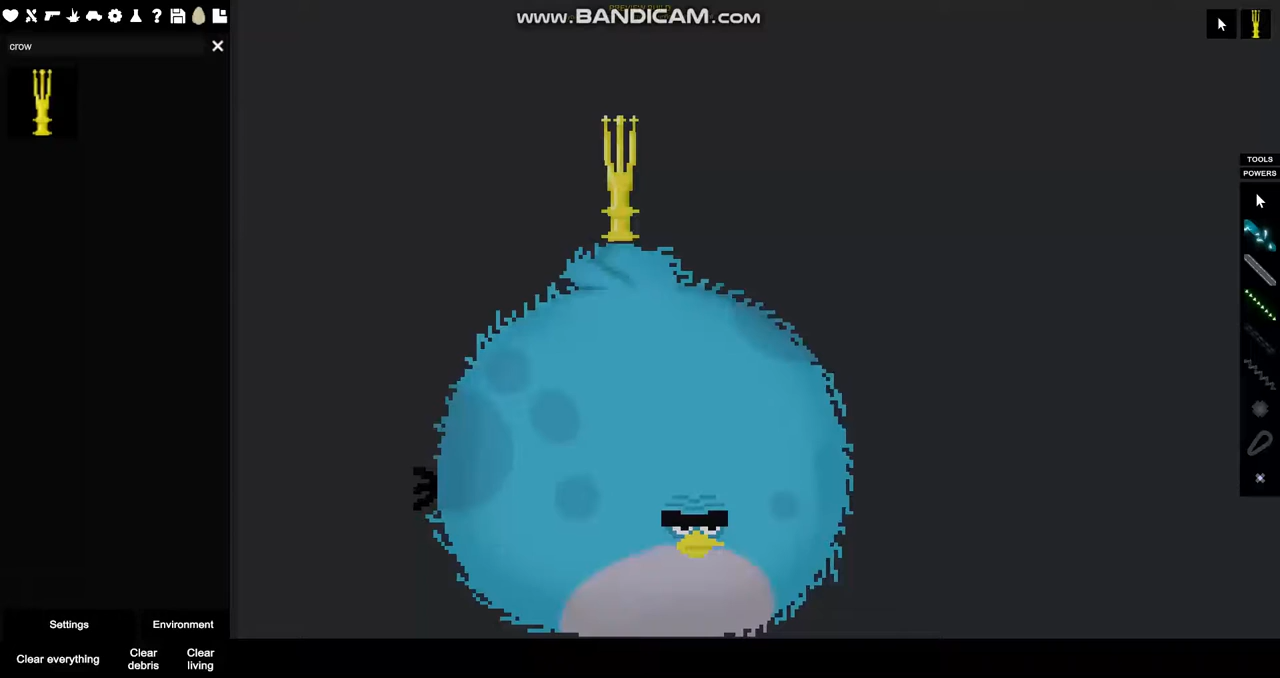 www.BANDICAM.com
crow
TOOLS
POWERS
Settings
Environment
Clear everything
Clear
debris
Clear
living